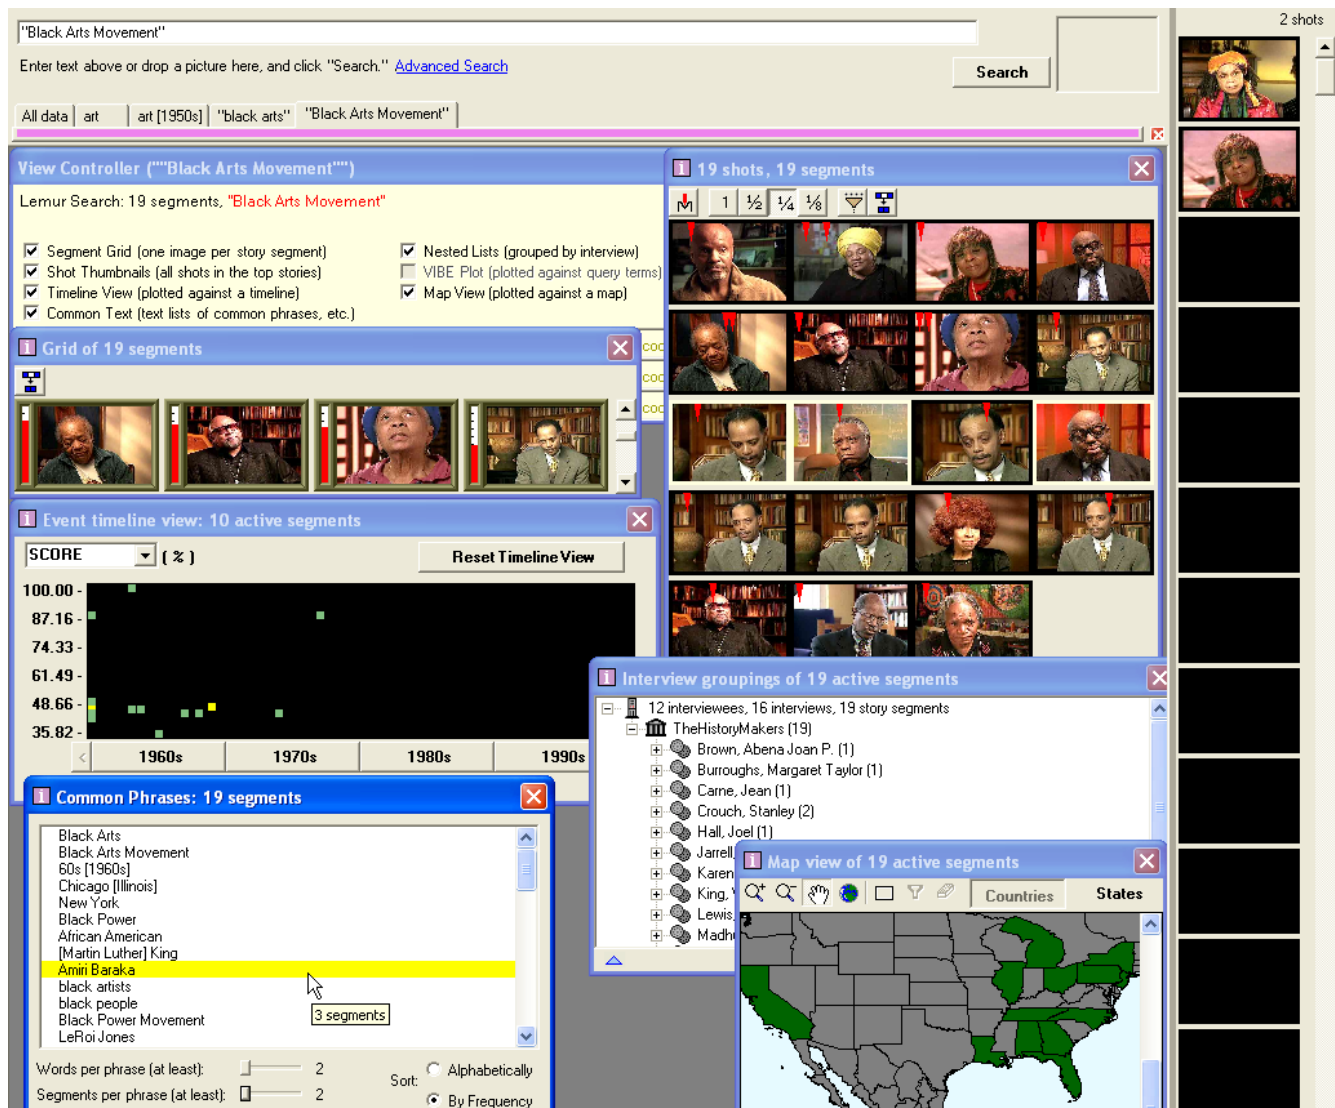 2 shots
"Black Arts Movement"
Enter text above or drop a picture here, and click "Search." Advanced Search
Search
All data
art
art [1950s]
"black arts"
"Black Arts Movement"
View Controller (""Black Arts Movement"")
Lemur Search: 19 segments, "Black Arts Movement"
Segment Grid (one image per story segment)
Shot Thumbnails (all shots in the top stories)
Timeline View (plotted against a timeline)
Common Text (text lists of common phrases, etc.)
Nested Lists (grouped by interview)
VIBE Plot (plotted against query terms)
Map View (plotted against a map)
19 shots, 19 segments
1 ½ ¼ ⅛
Grid of 19 segments
Event timeline view: 10 active segments
SCORE (%)
Reset Timeline View
100.00 -
87.16 -
74.33 -
61.49 -
48.66 -
35.82 -
< 1960s 1970s 1980s 1990s
Interview groupings of 19 active segments
12 interviewees, 16 interviews, 19 story segments
TheHistoryMakers (19)
Brown, Abena Joan P. (1)
Burroughs, Margaret Taylor (1)
Carne, Jean (1)
Crouch, Stanley (2)
Hall, Joel (1)
Jarrell,
Karen
King,
Lewis,
Madh
Common Phrases: 19 segments
Black Arts
Black Arts Movement
60s [1960s]
Chicago [Illinois]
New York
Black Power
African American
[Martin Luther] King
Amiri Baraka
black artists
black people
Black Power Movement
LeRoi Jones
3 segments
Words per phrase (at least): 2
Segments per phrase (at least): 2
Sort:
Alphabetically
By Frequency
Map view of 19 active segments
Countries
States